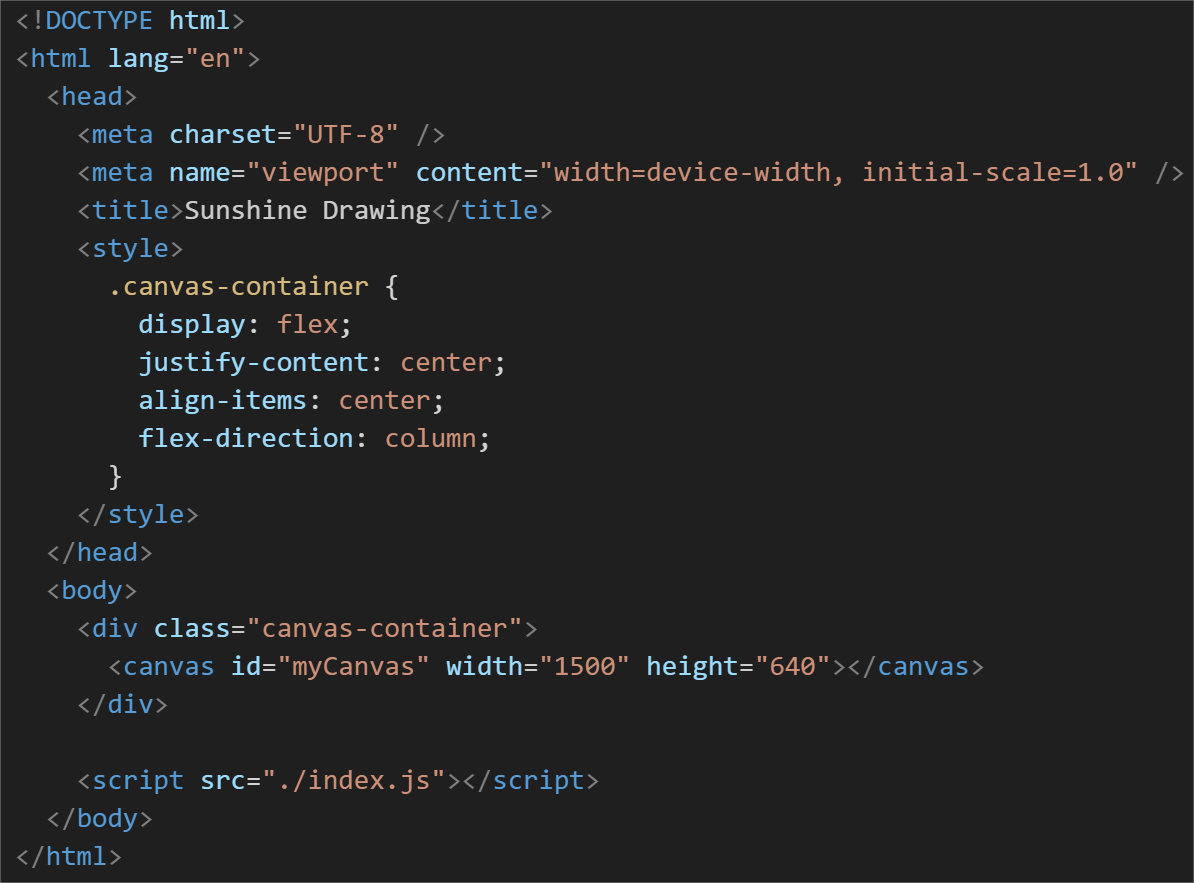 <!DOCTYPE html>
<html lang="en">
  <head>
    <meta charset="UTF-8" />
    <meta name="viewport" content="width=device-width, initial-scale=1.0" />
    <title>Sunshine Drawing</title>
    <style>
      .canvas-container {
        display: flex;
        justify-content: center;
        align-items: center;
        flex-direction: column;
      }
    </style>
  </head>
  <body>
    <div class="canvas-container">
      <canvas id="myCanvas" width="1500" height="640"></canvas>
    </div>

    <script src="./index.js"></script>
  </body>
</html>